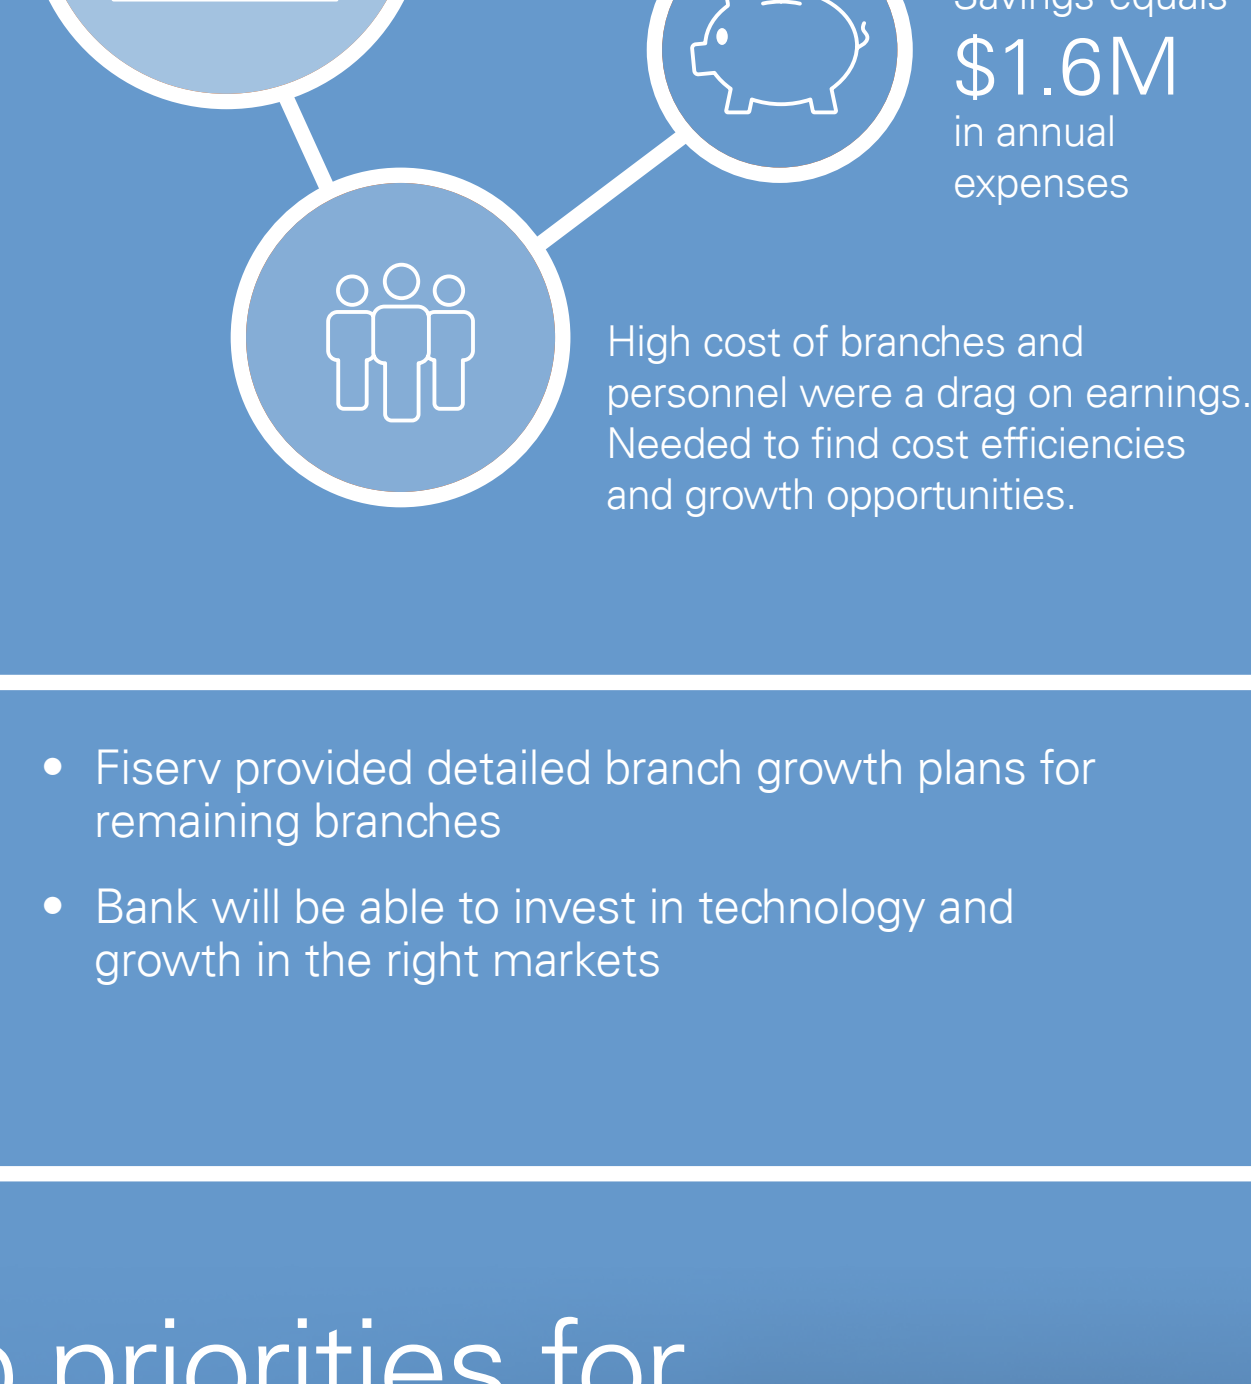 Savings equals
$1.6M
in annual
expenses
High cost of branches and
personnel were a drag on earnings.
Needed to find cost efficiencies
and growth opportunities.
• Fiserv provided detailed branch growth plans for
remaining branches
• Bank will be able to invest in technology and
growth in the right markets
priorities for